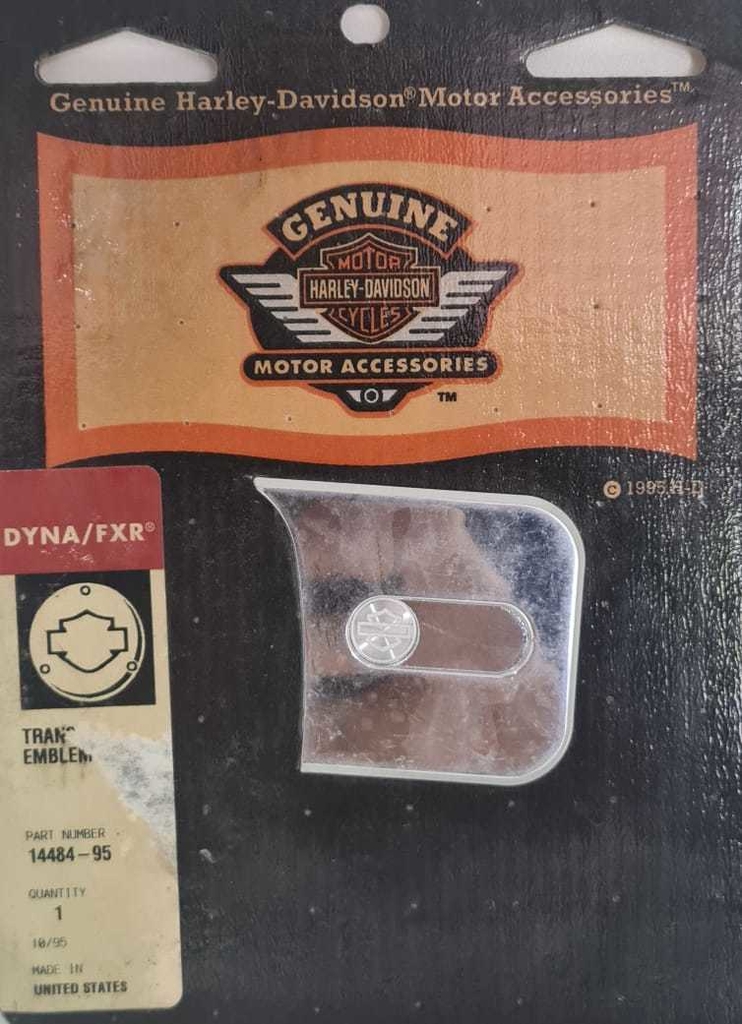 Genuine Harley-Davidson® Motor Accessories™
GENUINE
MOTOR
HARLEY-DAVIDSON
CYCLES
MOTOR ACCESSORIES
TM
© 1995 H-D
DYNA/FXR®
EMBLEM
PART NUMBER
14484-95
QUANTITY
1
10/95
MADE IN
UNITED STATES